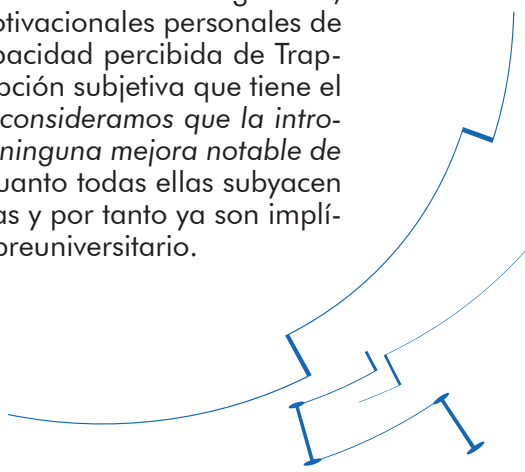 otivacionales personales de
pacidad percibida de Trap-
pción subjetiva que tiene el
consideramos que la intro-
ninguna mejora notable de
uanto todas ellas subyacen
as y por tanto ya son implí-
preuniversitario.